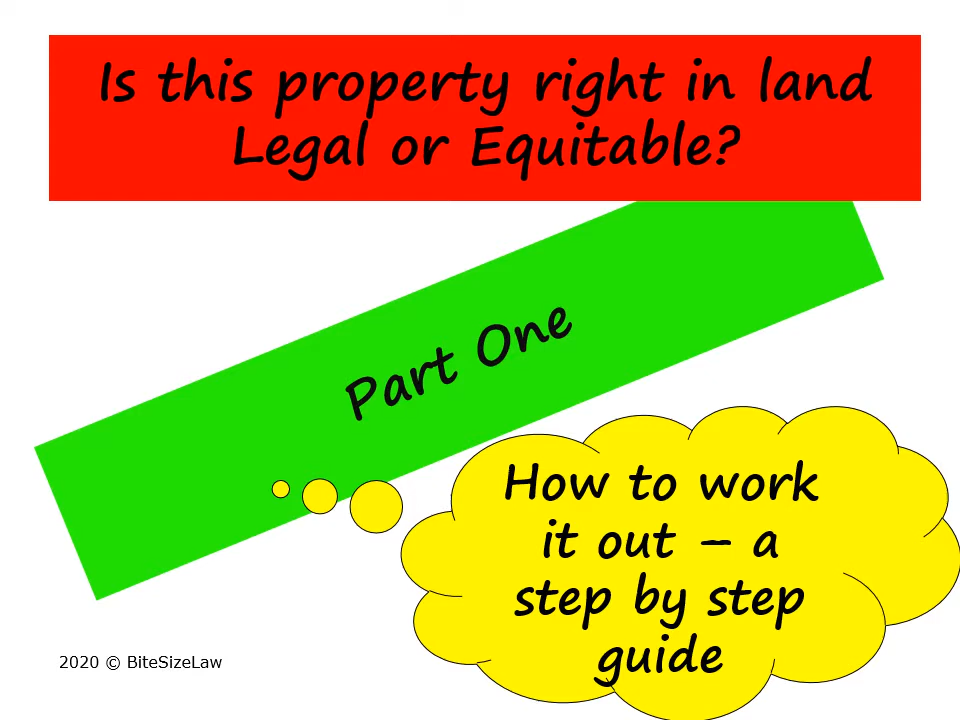 Is this property right in land
Legal or Equitable?
Part One
How to work
it out – a
step by step
guide
2020 © BiteSizeLaw